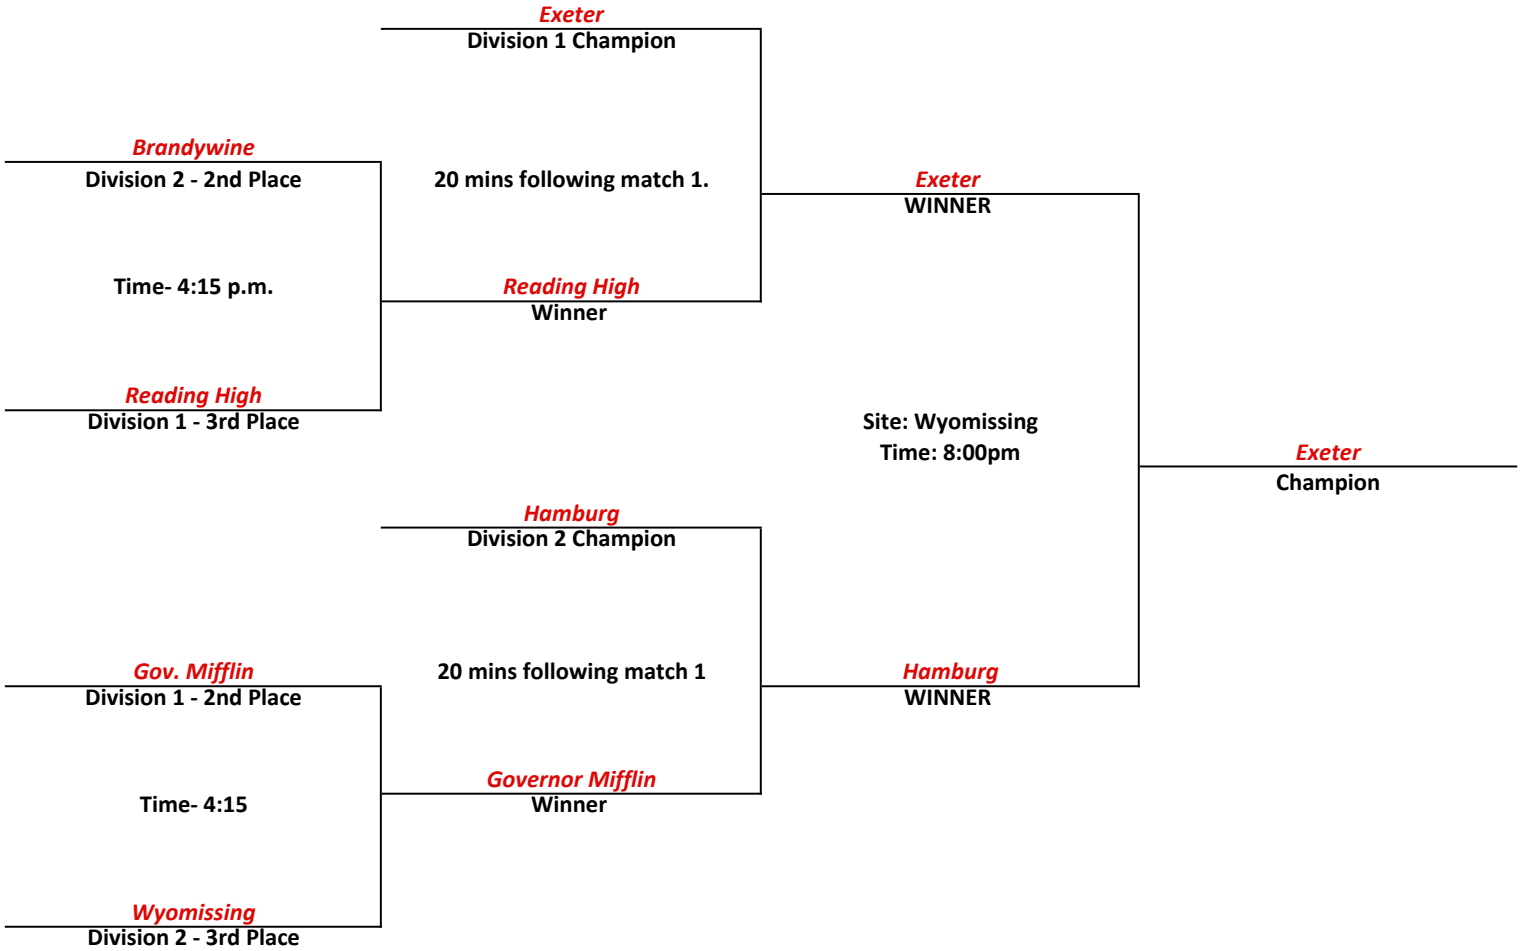 Exeter
Division 1 Champion
Brandywine
Division 2 - 2nd Place
20 mins following match 1.
Exeter
WINNER
Time- 4:15 p.m.
Reading High
Winner
Reading High
Division 1 - 3rd Place
Site: Wyomissing
Time: 8:00pm
Exeter
Champion
Hamburg
Division 2 Champion
Gov. Mifflin
Division 1 - 2nd Place
20 mins following match 1
Hamburg
WINNER
Time- 4:15
Governor Mifflin
Winner
Wyomissing
Division 2 - 3rd Place